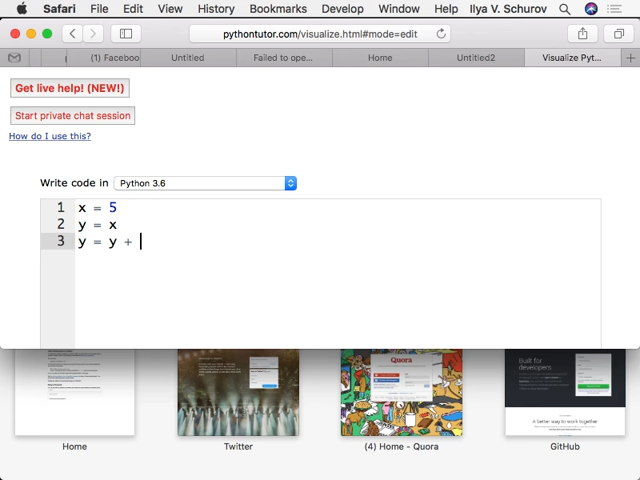 Safari File Edit View History Bookmarks Develop Window Help Ilya V. Schurov
pythontutor.com/visualize.html#mode=edit
(1) Faceboo Untitled Failed to ope... Home Untitled2 Visualize Pyt...
Get live help! (NEW!)
Start private chat session
How do I use this?
Write code in Python 3.6
1 x = 5
2 y = x
3 y = y +
Quora
Built for
developers
A better way to work together
Home Twitter (4) Home - Quora GitHub